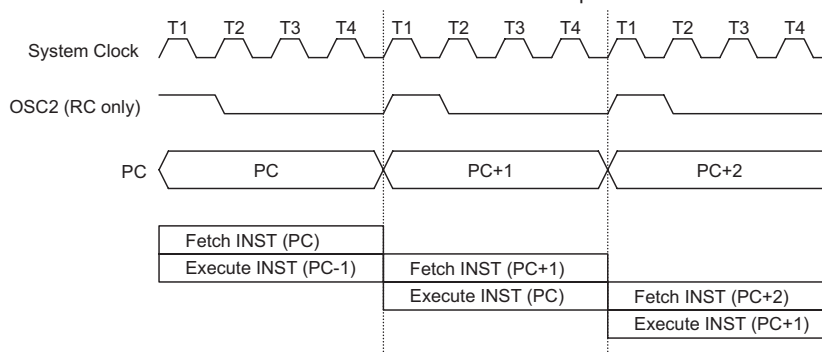 T1 T2 T3 T4 T1 T2 T3 T4 T1 T2 T3 T4
System Clock
OSC2 (RC only)
PC PC PC+1 PC+2
Fetch INST (PC)
Execute INST (PC-1) Fetch INST (PC+1)
Execute INST (PC) Fetch INST (PC+2)
Execute INST (PC+1)